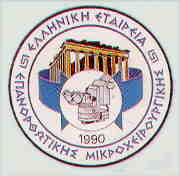 ΕΛΛΗΝΙΚΗ ΕΤΑΙΡΕΙΑ
ΕΠΑΝΟΡΘΩΤΙΚΗΣ ΜΙΚΡΟΧΕΙΡΟΥΡΓΙΚΗΣ
1990